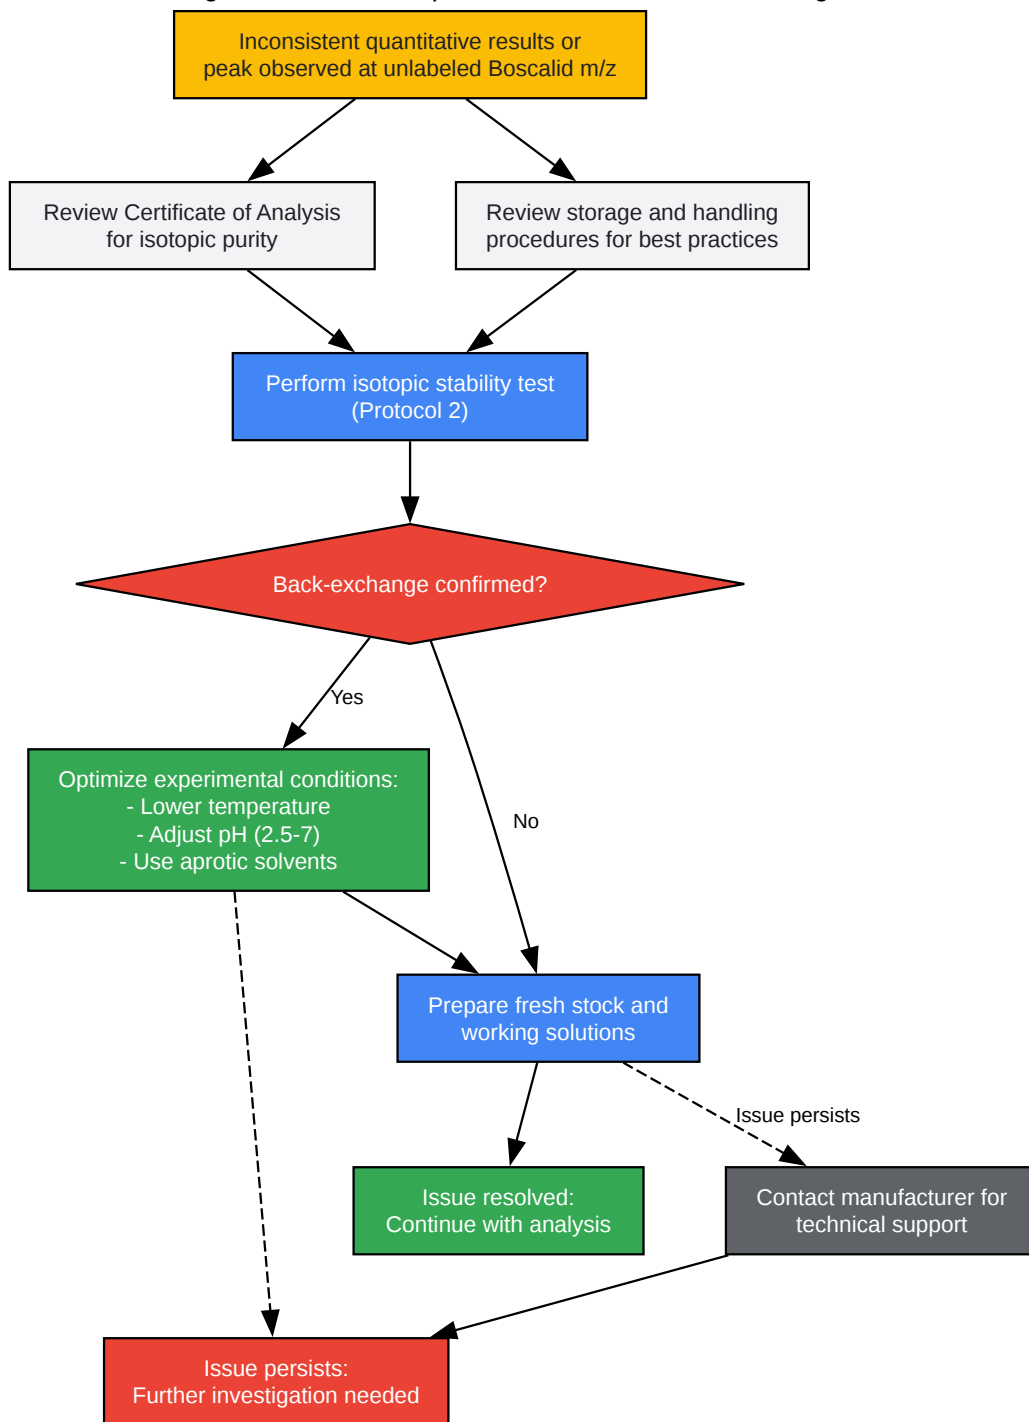 Inconsistent quantitative results or
peak observed at unlabeled Boscalid m/z
Review Certificate of Analysis
for isotopic purity
Review storage and handling
procedures for best practices
Perform isotopic stability test
(Protocol 2)
Back-exchange confirmed?
Yes
Optimize experimental conditions:
- Lower temperature
- Adjust pH (2.5-7)
- Use aprotic solvents
No
Prepare fresh stock and
working solutions
Issue persists
Issue resolved:
Continue with analysis
Contact manufacturer for
technical support
Issue persists:
Further investigation needed